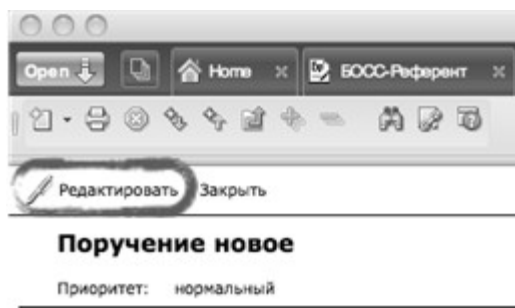 Open Home БОСС-Референт
Редактировать Закрыть
Поручение новое
Приоритет: нормальный